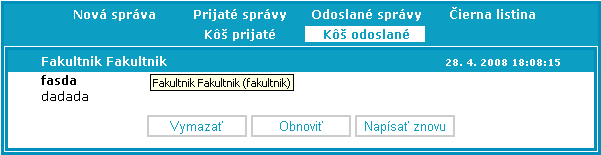 Nová správa Prijaté správy Odoslané správy Čierna listina
Kôš prijaté Kôš odoslané
Fakultnik Fakultnik 28. 4. 2008 18:08:15
fasda Fakultnik Fakultnik (fakultnik)
dadada
Vymazať Obnoviť Napísať znovu